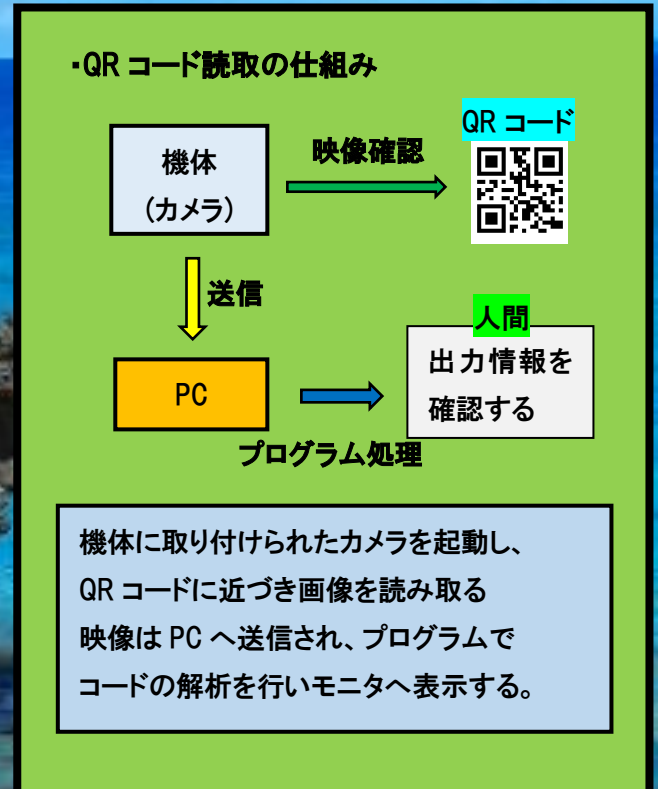 ・QR コード読取の仕組み
QR コード
映像確認
機体
(カメラ)
送信
人間
出力情報を
確認する
PC
プログラム処理
機体に取り付けられたカメラを起動し、
QR コードに近づき画像を読み取る
映像は PC へ送信され、プログラムで
コードの解析を行いモニタへ表示する。